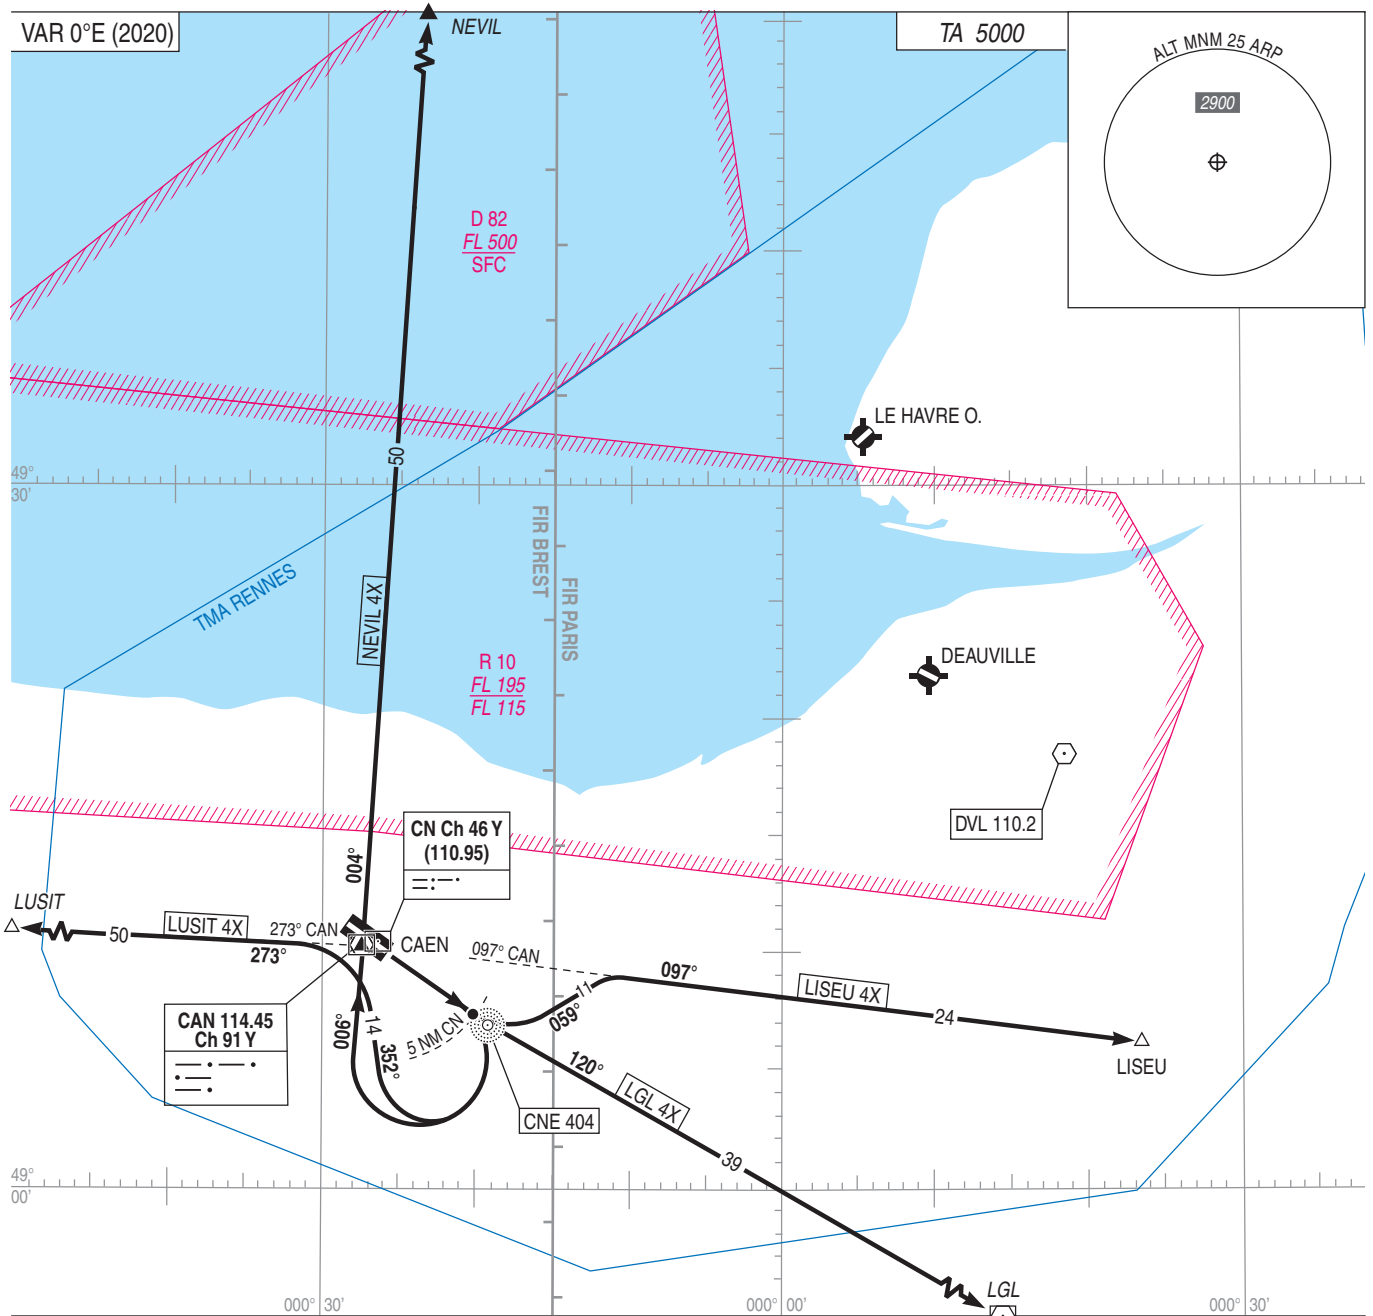 VAR 0°E (2020)
NEVIL
TA 5000
ALT MNM 25 ARP
2900
D 82
FL 500
SFC
LE HAVRE O.
50
49°
30'
FIR BREST
FIR PARIS
TMA RENNES
NEVIL 4X
DEAUVILLE
R 10
FL 195
FL 115
DVL 110.2
CN Ch 46 Y
(110.95)
004°
LUSIT
LUSIT 4X
50
273° CAN
273°
CAEN
097° CAN
097°
LISEU 4X
24
LISEU
11
059°
CAN 114.45
Ch 91 Y
006°
14
352°
5 NM CN
120°
LGL 4X
CNE 404
39
49°
00'
LGL
000° 30'
000° 00'
000° 30'